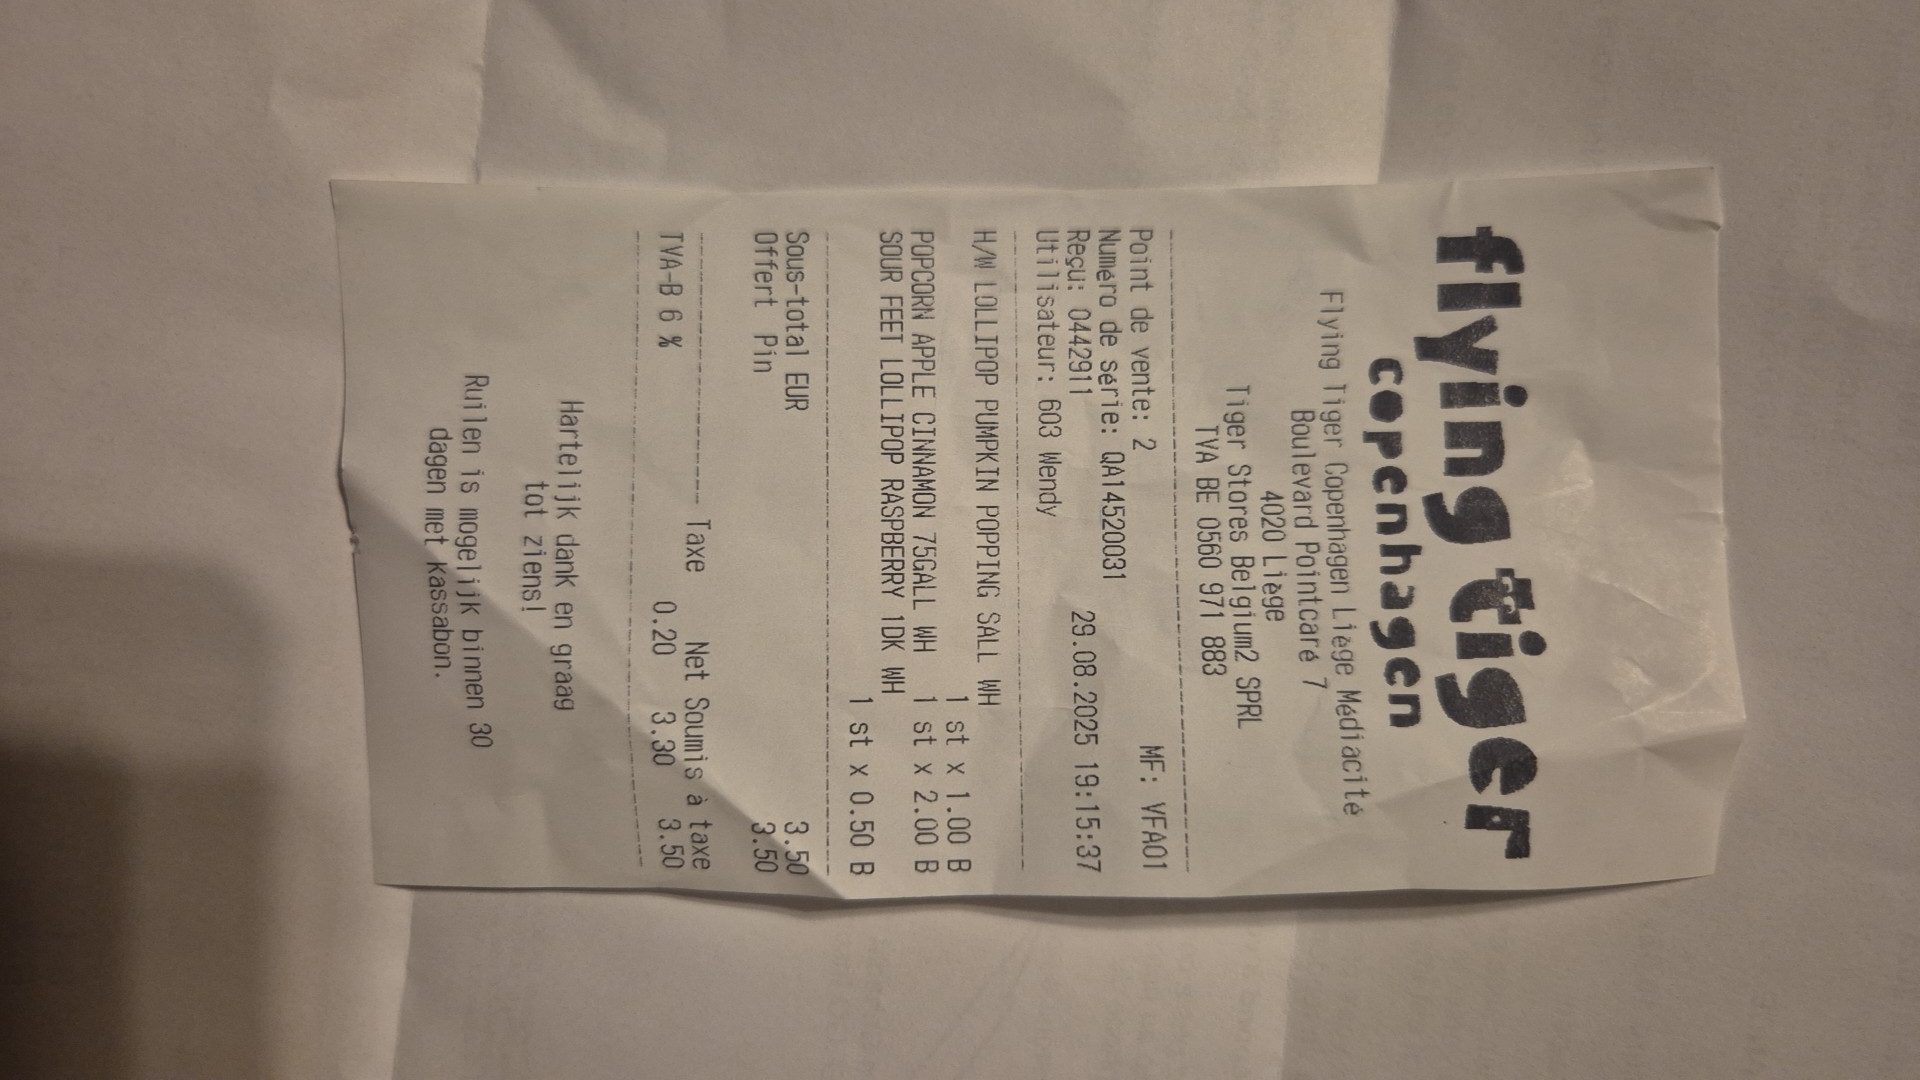 flying tiger
copenhagen
Flying Tiger Copenhagen Liège Médiacité
Boulevard Pointcaré 7
4020 Liège
Tiger Stores Belgium2 SPRL
TVA BE 0560 971 883
Point de vente: 2 MF: VFA01
Numéro de série: QA14520031
Reçu: 0442911 29.08.2025 19:15:37
Utilisateur: 603 Wendy
H/W LOLLIPOP PUMPKIN POPPING SALL WH
1 st x 1.00 B
POPCORN APPLE CINNAMON 75GALL WH 1 st x 2.00 B
SOUR FEET LOLLIPOP RASPBERRY 1DK WH
1 st x 0.50 B
Sous-total EUR 3.50
Offert Pin 3.50
Taxe Net Soumis à taxe
TVA-B 6 % 0.20 3.30 3.50
Hartelijk dank en graag
tot ziens!
Ruilen is mogelijk binnen 30
dagen met kassabon.